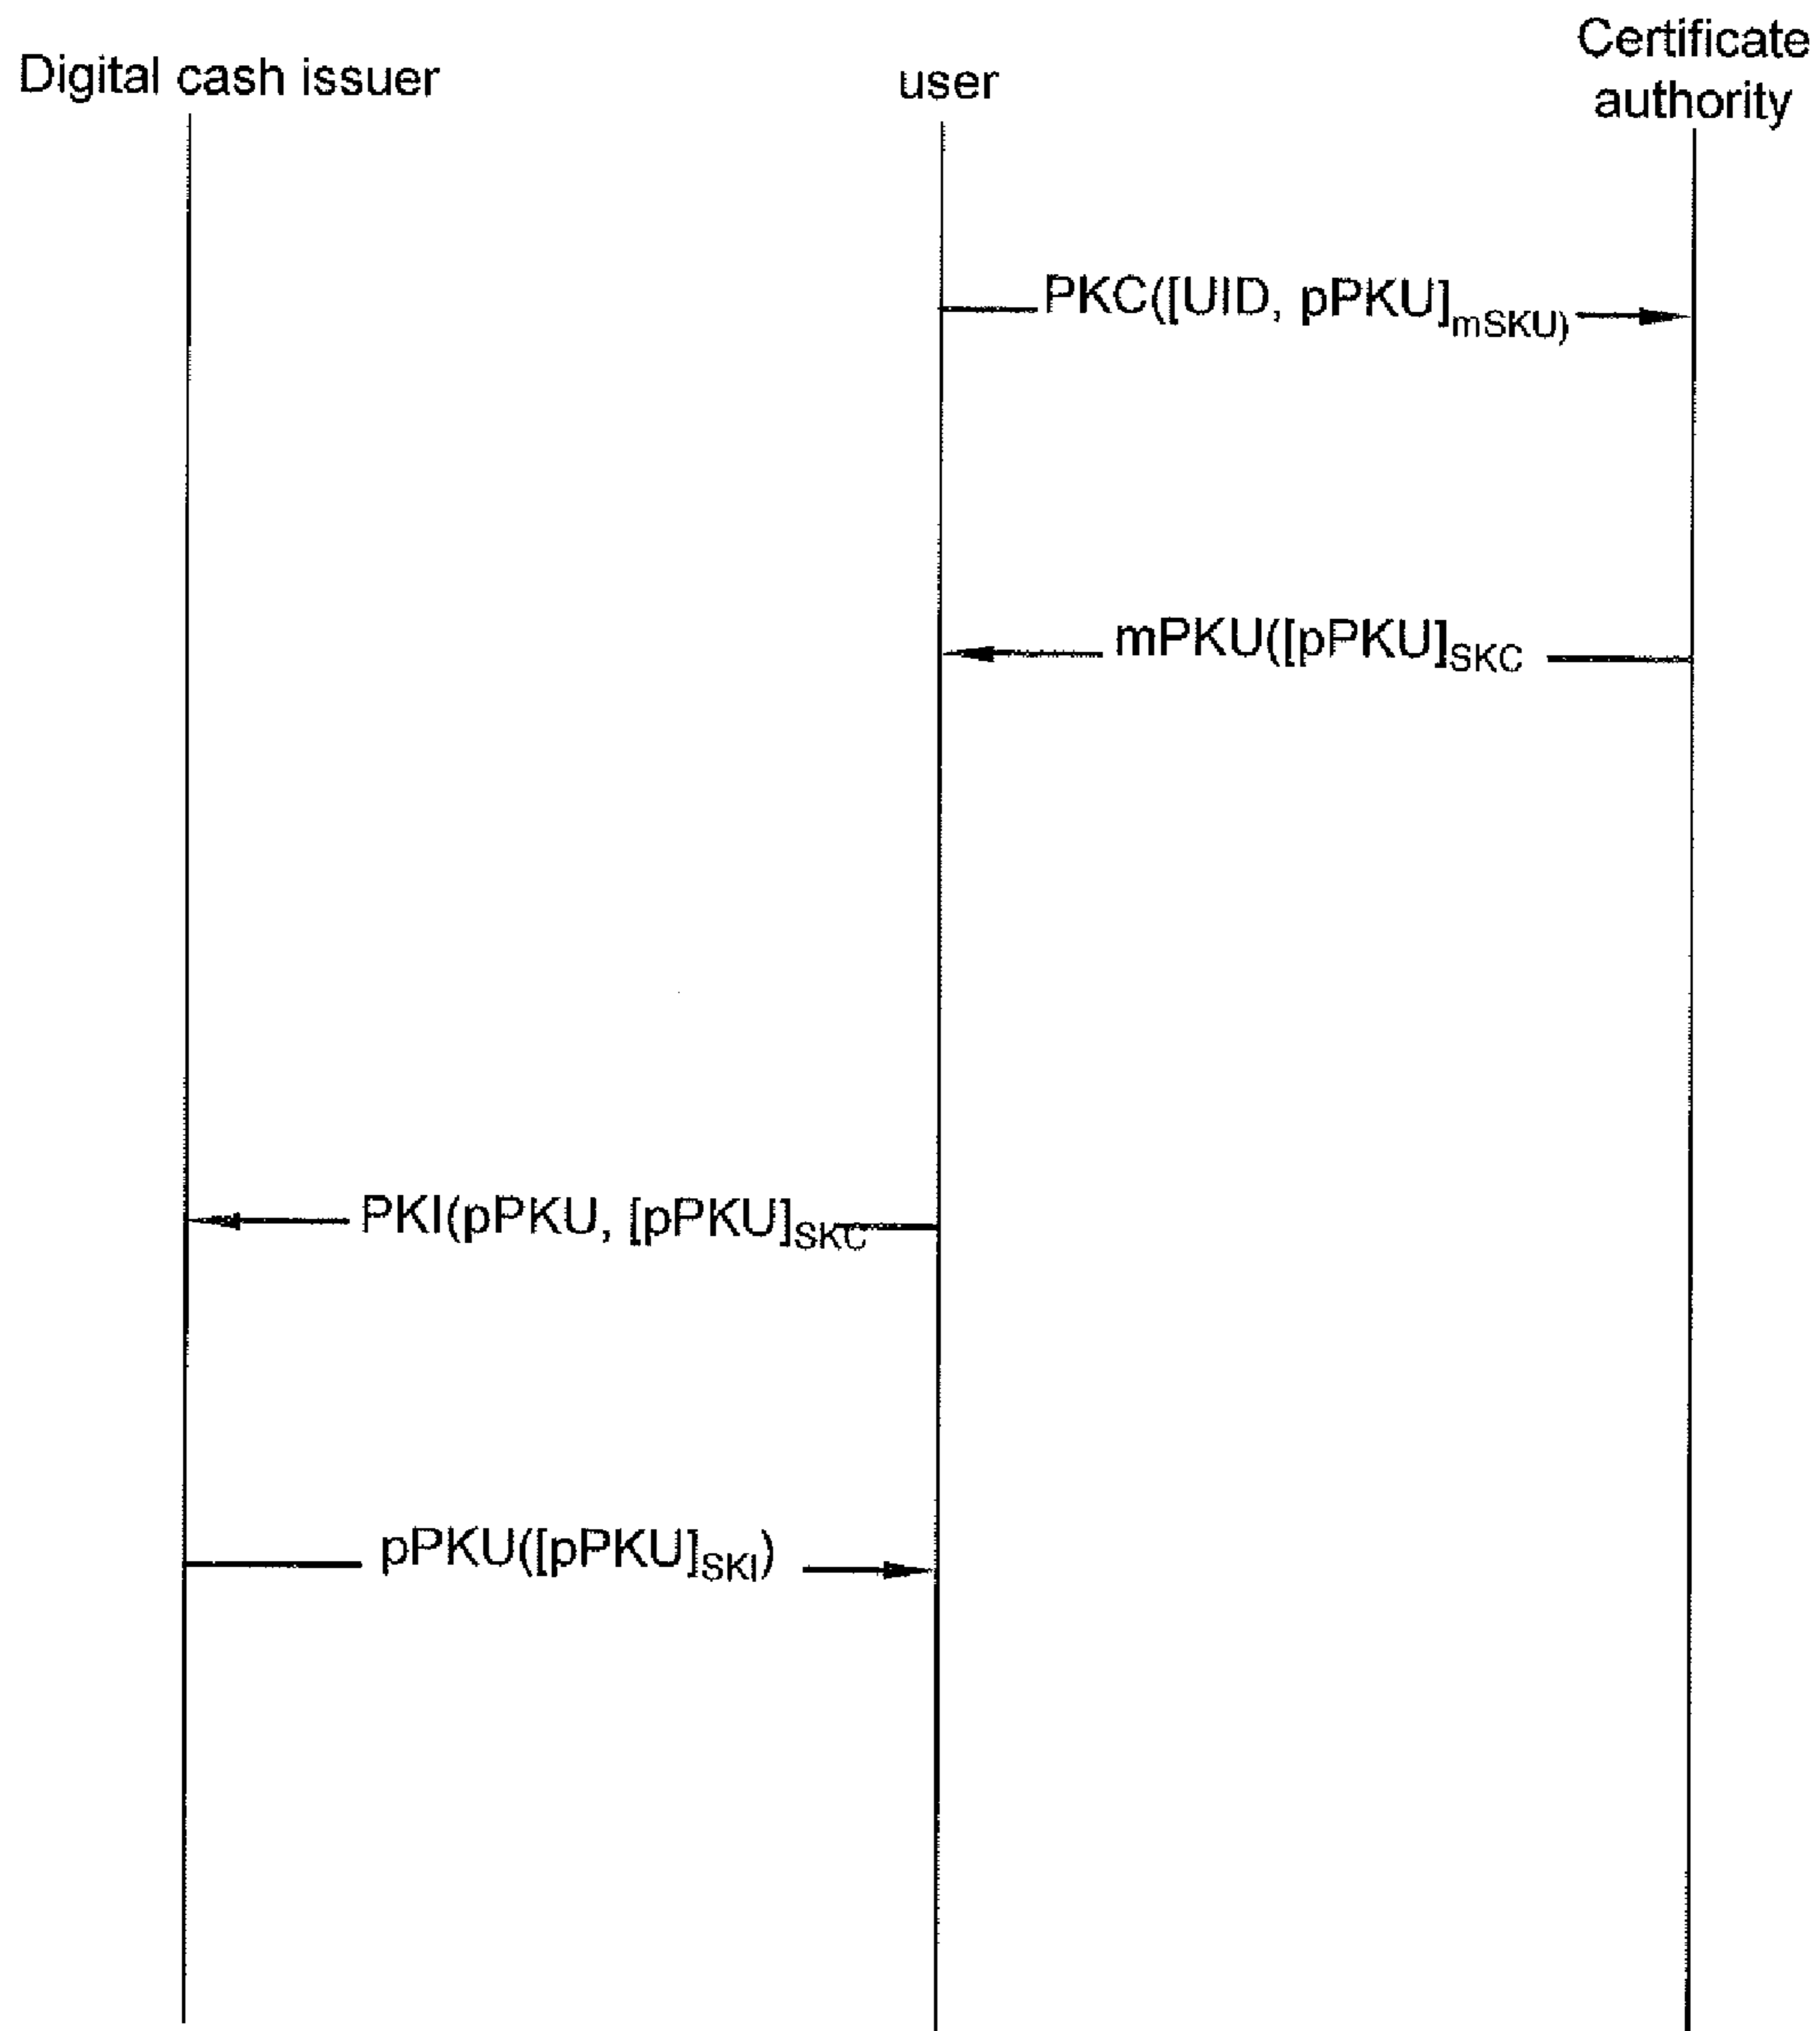 Digital cash issuer
user
Certificate
authority
PKC([UID, pPKU]mSKU)
mPKU([pPKU]SKC
PKI(pPKU, [pPKU]SKC
pPKU([pPKU]SKI)